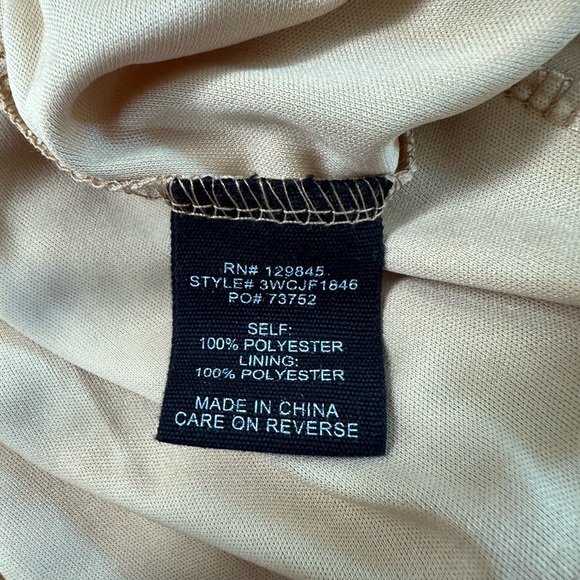 RN# 129845
STYLE# 3WCJF1846
PO# 73752
SELF:
100% POLYESTER
LINING:
100% POLYESTER
MADE IN CHINA
CARE ON REVERSE